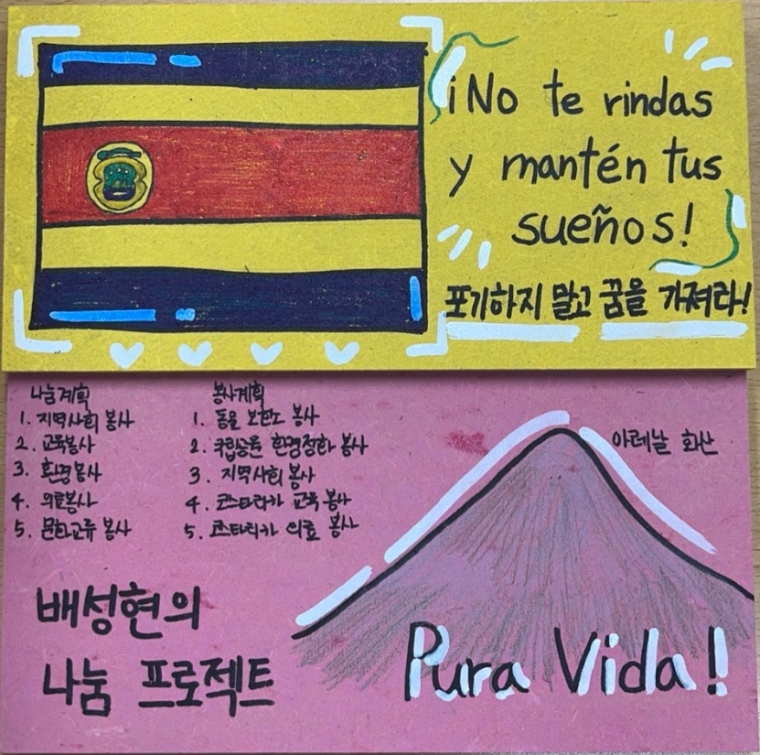 ¡No te rindas
y mantén tus
sueños!
포기하지 말고 꿈을 가져라!
나눔계획
1. 지역사회 봉사
2. 교육봉사
3. 환경봉사
4. 의료봉사
5. 문화교류 봉사
봉사계획
1. 동물 보호소 봉사
2. 국립공원 환경정화 봉사
3. 지역사회 봉사
4. 코스타리카 교육 봉사
5. 코스타리카 의료 봉사
아레날 화산
배성현의
나눔 프로젝트
Pura Vida!